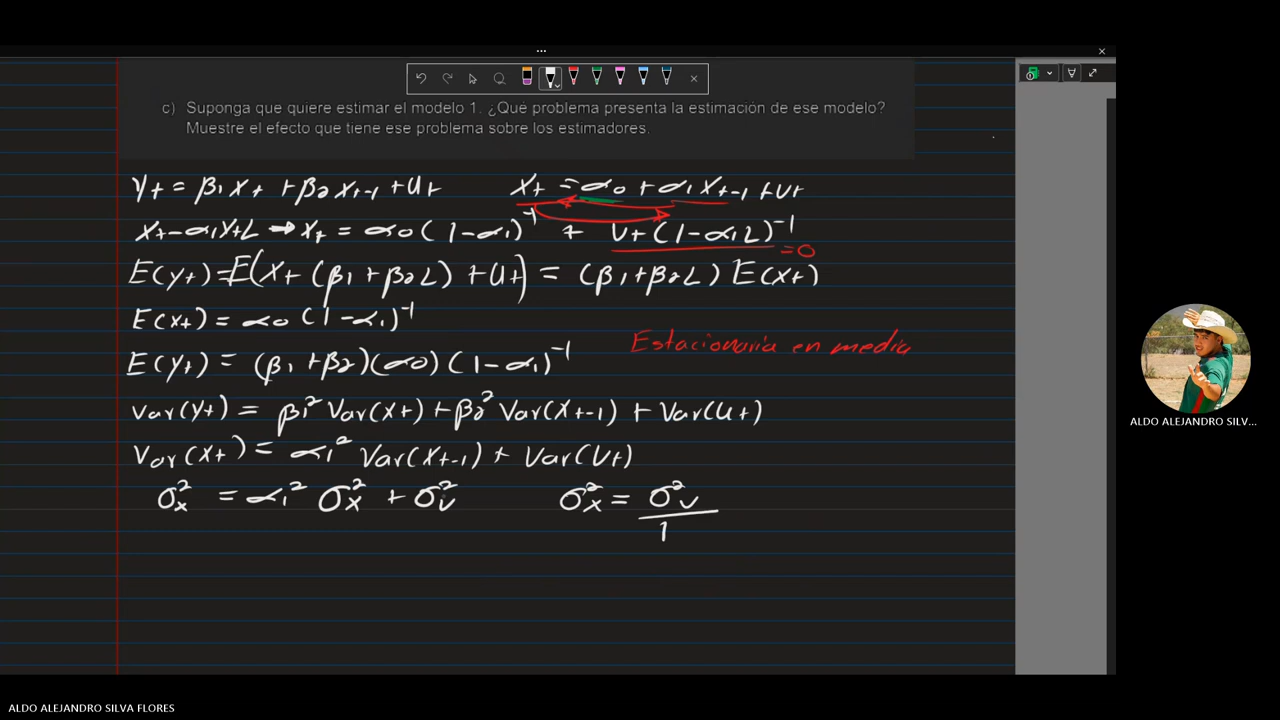 c) Suponga que quiere estimar el modelo 1. ¿Qué problema presenta la estimación de ese modelo?
Muestre el efecto que tiene ese problema sobre los estimadores.
Yt = β1Xt + β2Xt-1 + Ut    Xt = α0 + α1Xt-1 + Vt
Xt - α1YtL → Xt = α0(1-α1)^-1 + Vt(1-α1L)^-1 = 0
E(Yt) = E(Xt(β1+β2L) + Ut) = (β1+β2L) E(Xt)
E(Xt) = α0(1-α1)^-1
Estacionaria en media
E(Yt) = (β1+β2)(α0)(1-α1)^-1
Var(Yt) = β1² Var(Xt) + β2² Var(Xt-1) + Var(Ut)
Var(Xt) = α1² Var(Xt-1) + Var(Vt)
σ²x = α1² σ²x + σ²v    σ²x = σ²v / 1
ALDO ALEJANDRO SILV...
ALDO ALEJANDRO SILVA FLORES